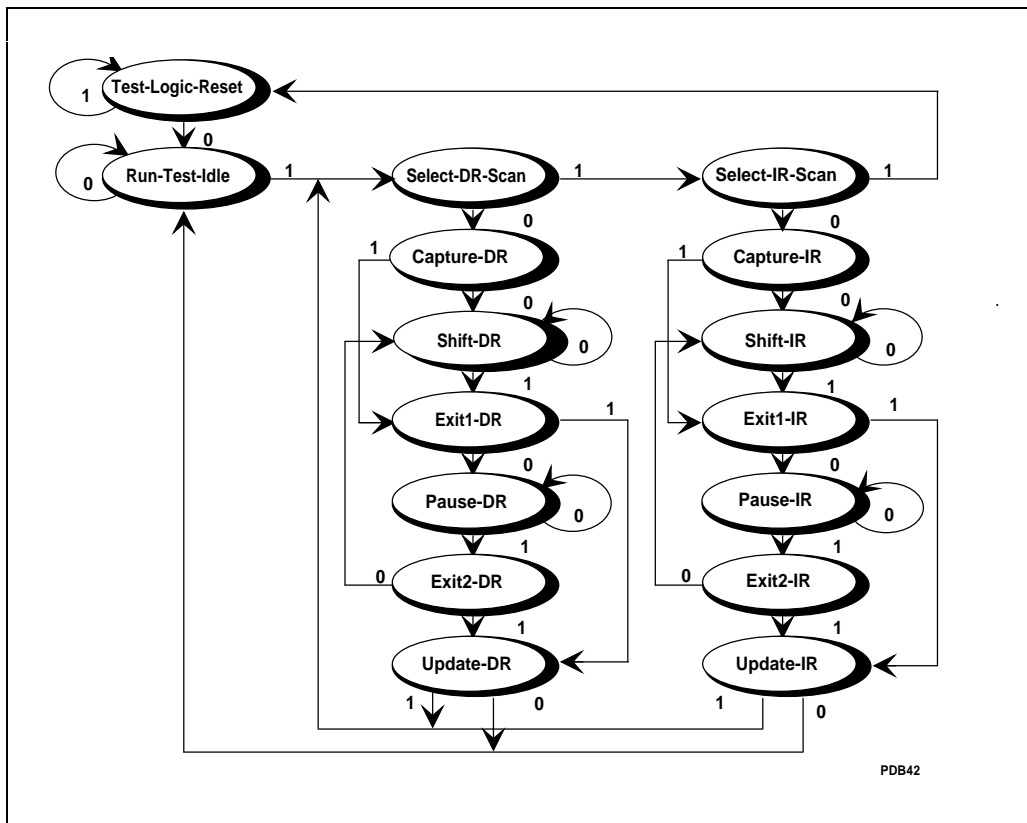 Test-Logic-Reset
1
0
Run-Test-Idle
0
1
Select-DR-Scan
1
Select-IR-Scan
1
0
0
1
Capture-DR
1
Capture-IR
0
0
Shift-DR
0
Shift-IR
0
1
1
Exit1-DR
1
Exit1-IR
1
0
0
Pause-DR
0
Pause-IR
0
1
1
0
Exit2-DR
0
Exit2-IR
1
1
Update-DR
Update-IR
1
0
1
0
PDB42